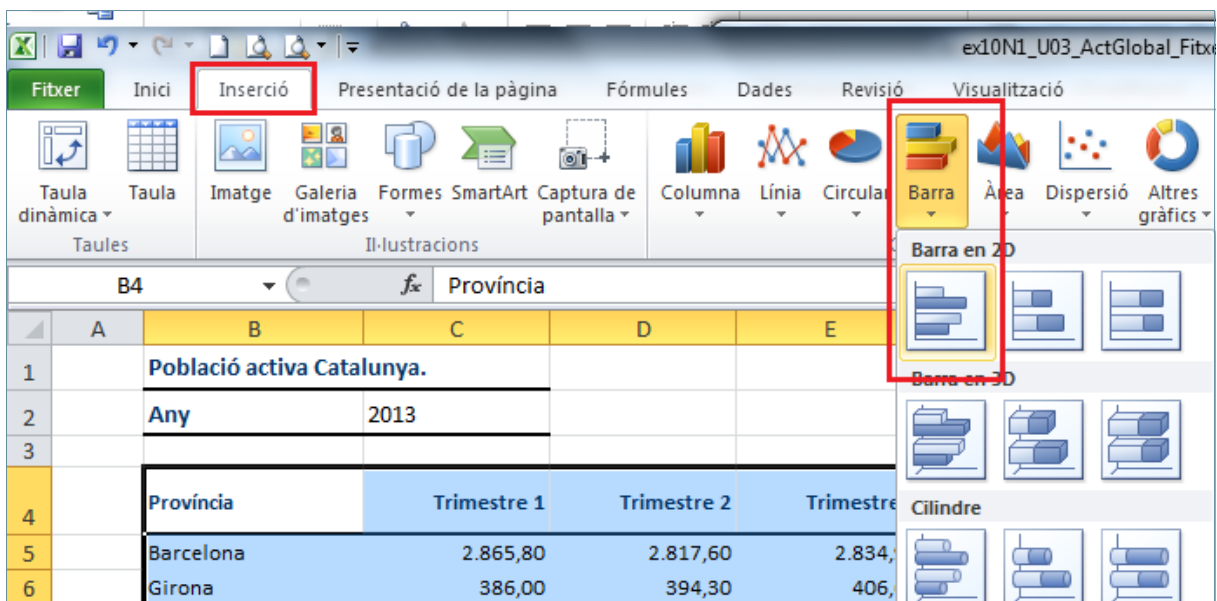 ex10N1_U03_ActGlobal_Fitx
Fitxer Inici Inserció Presentació de la pàgina Fórmules Dades Revisió Visualització
Taula dinàmica Taula Imatge Galeria d'imatges Formes SmartArt Captura de pantalla Columna Línia Circular Barra Àrea Dispersió Altres gràfics
Taules Il·lustracions
Barra en 2D
B4 fx Província
A B C D E
1 Població activa Catalunya.
Barra en 3D
2 Any 2013
3
4 Província Trimestre 1 Trimestre 2 Trimestre
Cilindre
5 Barcelona 2.865,80 2.817,60 2.834,
6 Girona 386,00 394,30 406,